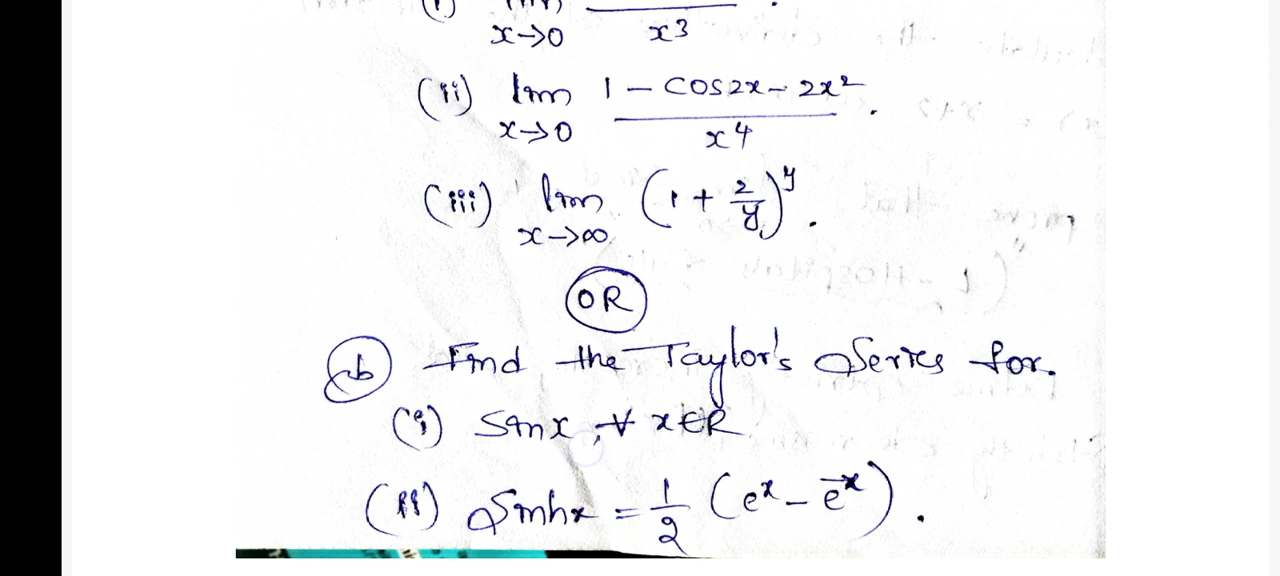 x→0 x3
(ii) lim 1 - cos2x - 2x²
x→0 x4 .
(iii) lim (1 + 2/y)^y .
x→∞
OR
b Find the Taylor's Series for.
(i) Sinx, ∀ x∈R
(ii) Sinhx = 1/2 (e^x - e^-x) .